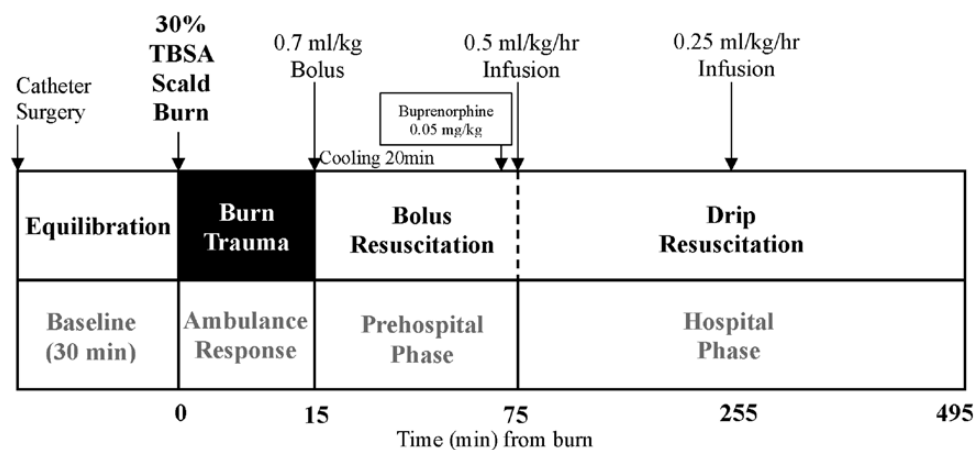 30%
TBSA
Scald
Burn
Catheter
Surgery
0.7 ml/kg
Bolus
0.5 ml/kg/hr
Infusion
0.25 ml/kg/hr
Infusion
Buprenorphine
0.05 mg/kg
Cooling 20min
Equilibration
Burn
Trauma
Bolus
Resuscitation
Drip
Resuscitation
Baseline
(30 min)
Ambulance
Response
Prehospital
Phase
Hospital
Phase
0 15 75 255 495
Time (min) from burn